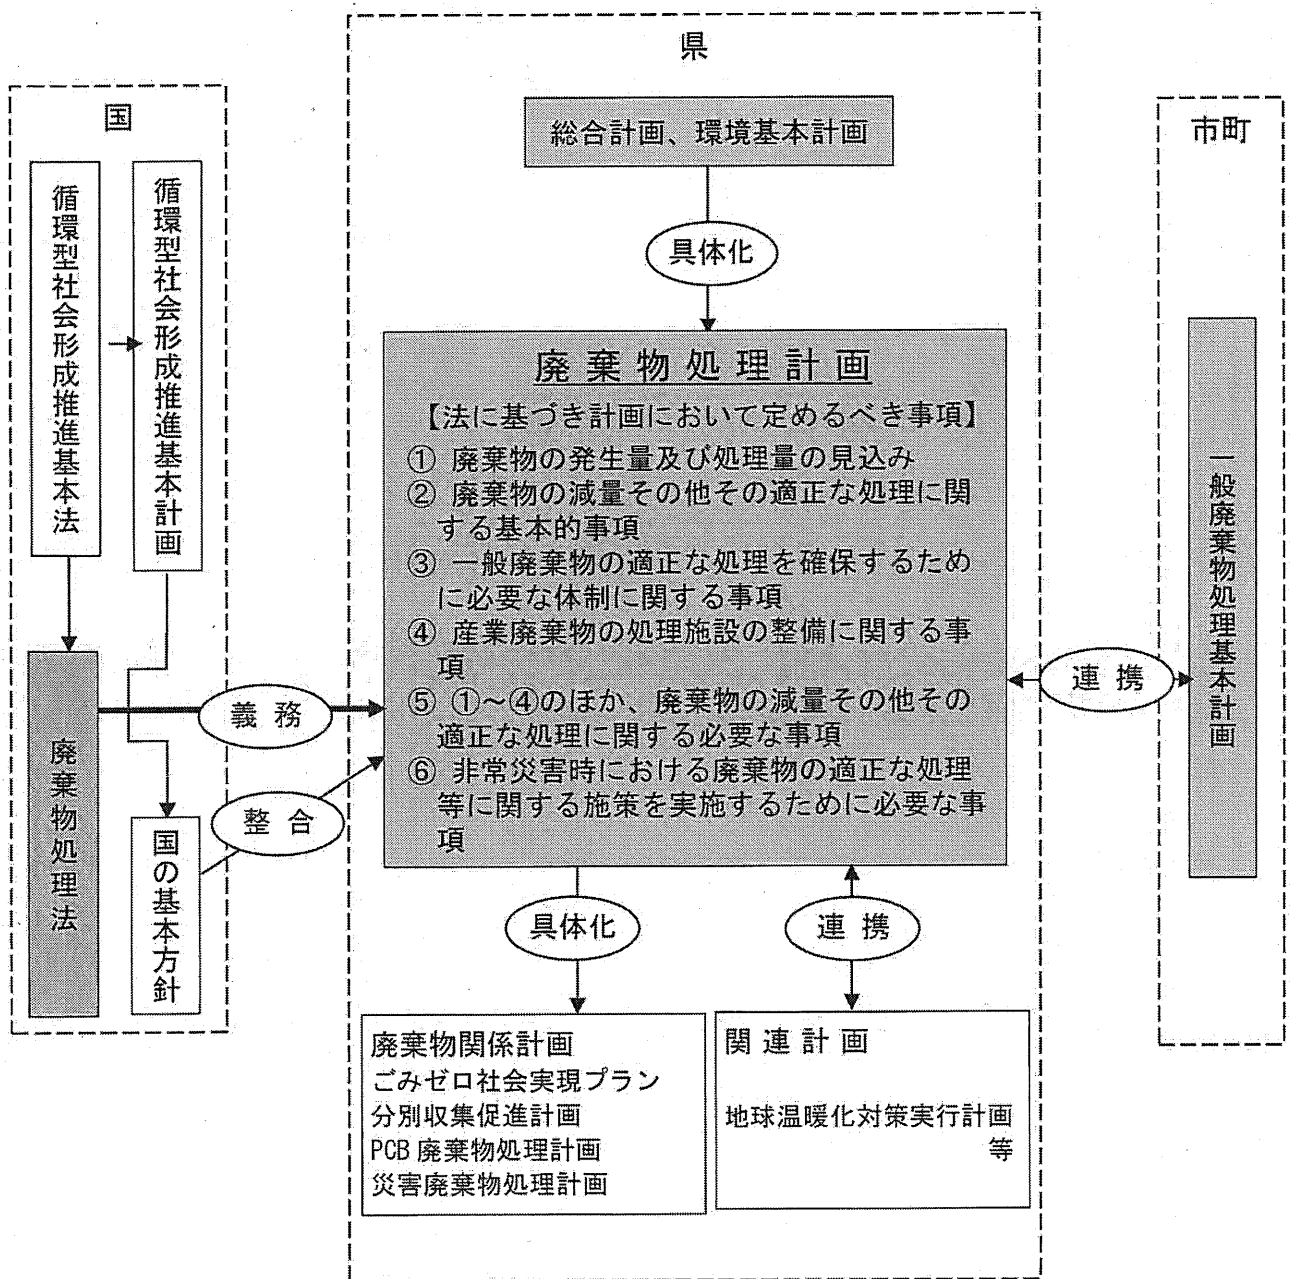 国
循環型社会形成推進基本法
循環型社会形成推進基本計画
廃棄物処理法
国の基本方針
義務
整合
県
総合計画、環境基本計画
具体化
廃棄物処理計画
【法に基づき計画において定めるべき事項】
① 廃棄物の発生量及び処理量の見込み
② 廃棄物の減量その他その適正な処理に関
する基本的事項
③ 一般廃棄物の適正な処理を確保するため
に必要な体制に関する事項
④ 産業廃棄物の処理施設の整備に関する事
項
⑤ ①～④のほか、廃棄物の減量その他その
適正な処理に関する必要な事項
⑥ 非常災害時における廃棄物の適正な処理
等に関する施策を実施するために必要な事
項
具体化
連携
廃棄物関係計画
ごみゼロ社会実現プラン
分別収集促進計画
PCB 廃棄物処理計画
災害廃棄物処理計画
関連計画
地球温暖化対策実行計画
等
連携
市町
一般廃棄物処理基本計画